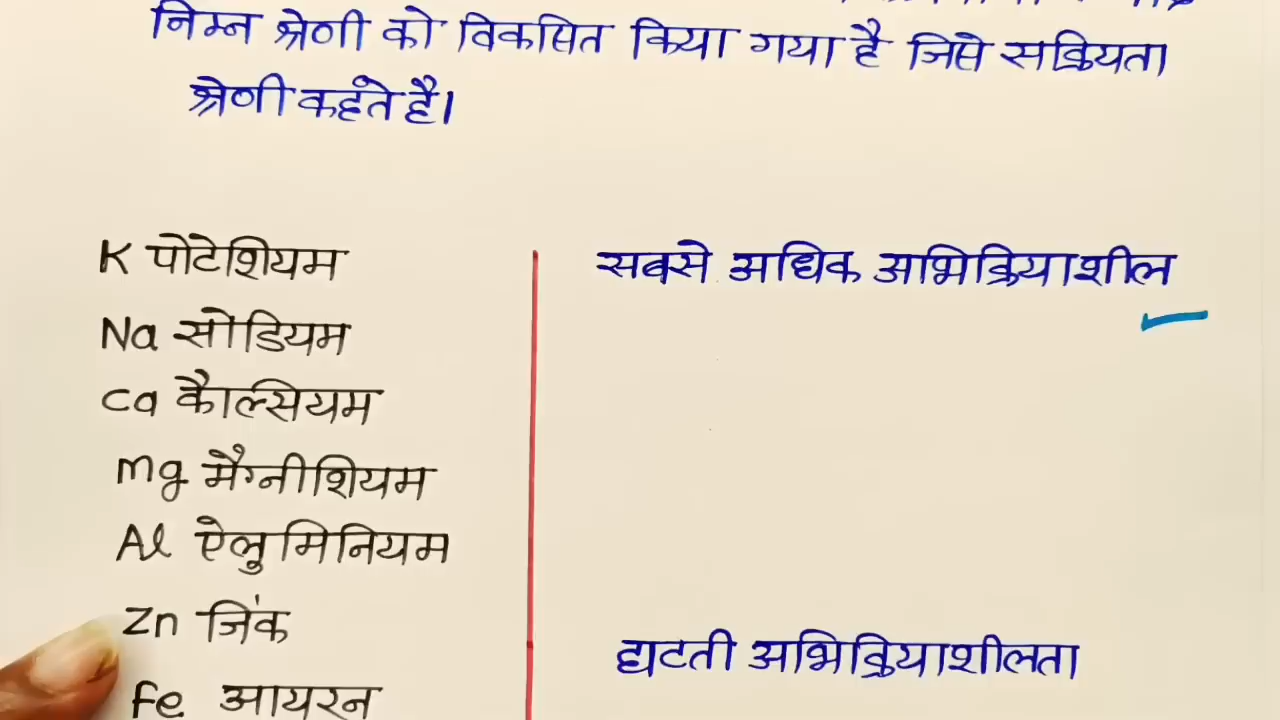 निम्न श्रेणी को विकसित किया गया है जिसे सक्रियता
श्रेणी कहते है।
K पोटेशियम
सबसे अधिक अभिक्रियाशील
Na सोडियम
Ca कैल्सियम
Mg मैग्नीशियम
Al ऐलुमिनियम
Zn जिंक
घटती अभिक्रियाशीलता
Fe आयरन